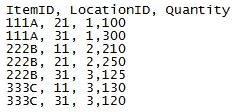 ItemID, LocationID, Quantity
111A, 21, 1,100
111A, 31, 1,300
222B, 11, 2,210
222B, 21, 2,250
222B, 31, 3,125
333C, 11, 3,130
333C, 31, 3,120